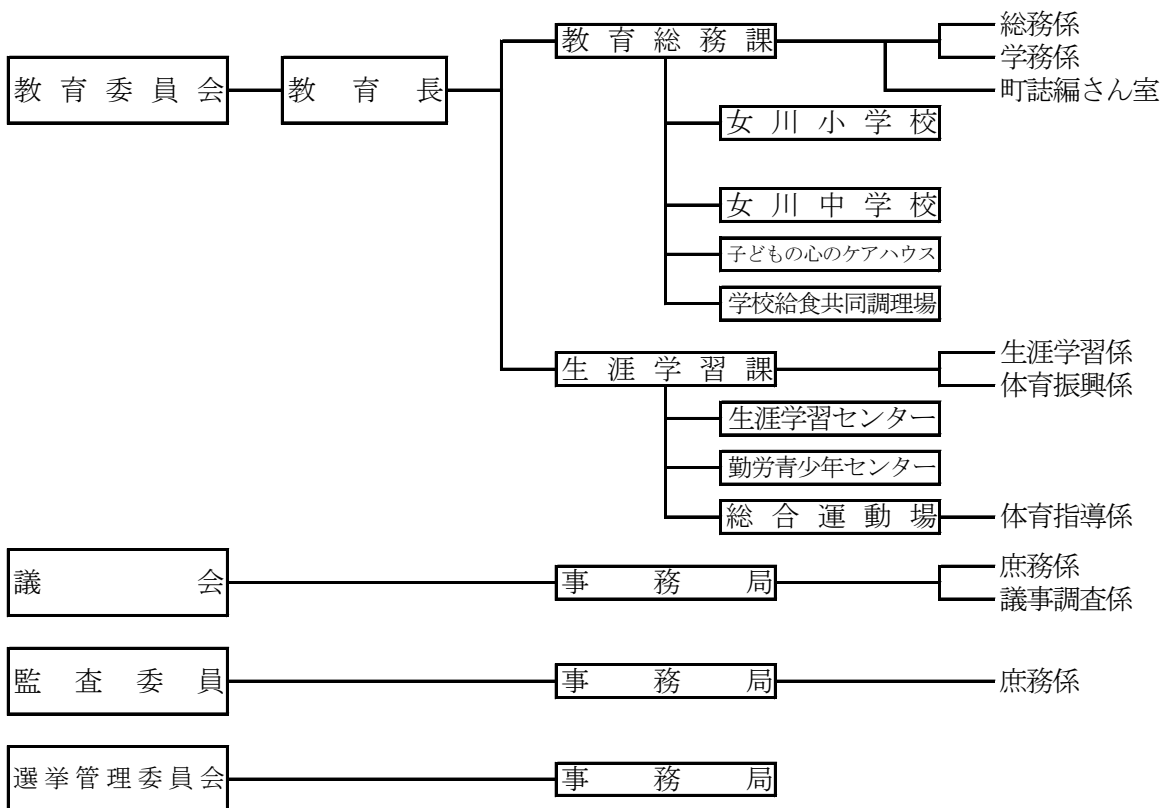 総務係
教育総務課
学務係
教育委員会
教育長
町誌編さん室
女川小学校
女川中学校
子どもの心のケアハウス
学校給食共同調理場
生涯学習係
生涯学習課
体育振興係
生涯学習センター
勤労青少年センター
総合運動場
体育指導係
議会
事務局
庶務係
議事調査係
監査委員
事務局
庶務係
選挙管理委員会
事務局